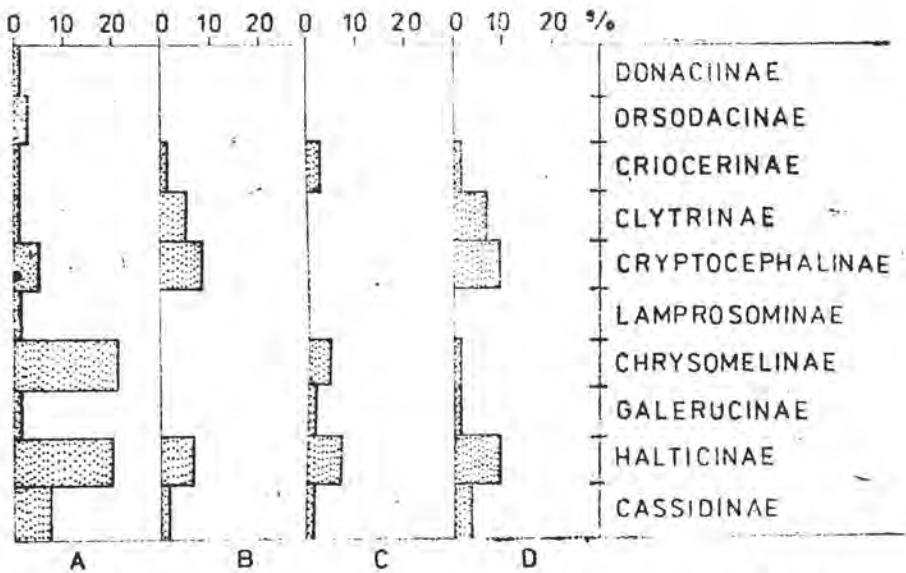 0 10 20 0 10 20 0 10 20 0 10 20 %
DONACIINAE
ORSODACINAE
CRIOCERINAE
CLYTRINAE
CRYPTOCEPHALINAE
LAMPROSOMINAE
CHRYSOMELINAE
GALERUCINAE
HALTICINAE
CASSIDINAE
A B C D